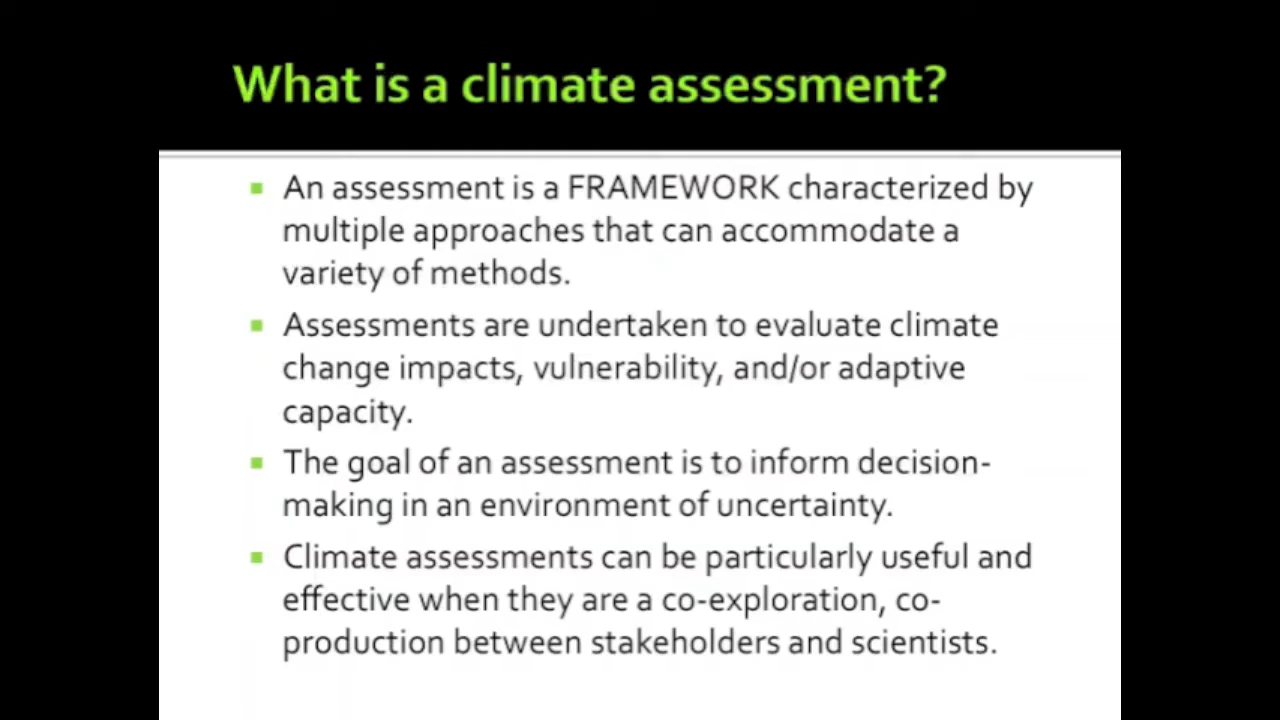 What is a climate assessment?
An assessment is a FRAMEWORK characterized by
multiple approaches that can accommodate a
variety of methods.
Assessments are undertaken to evaluate climate
change impacts, vulnerability, and/or adaptive
capacity.
The goal of an assessment is to inform decision-
making in an environment of uncertainty.
Climate assessments can be particularly useful and
effective when they are a co-exploration, co-
production between stakeholders and scientists.